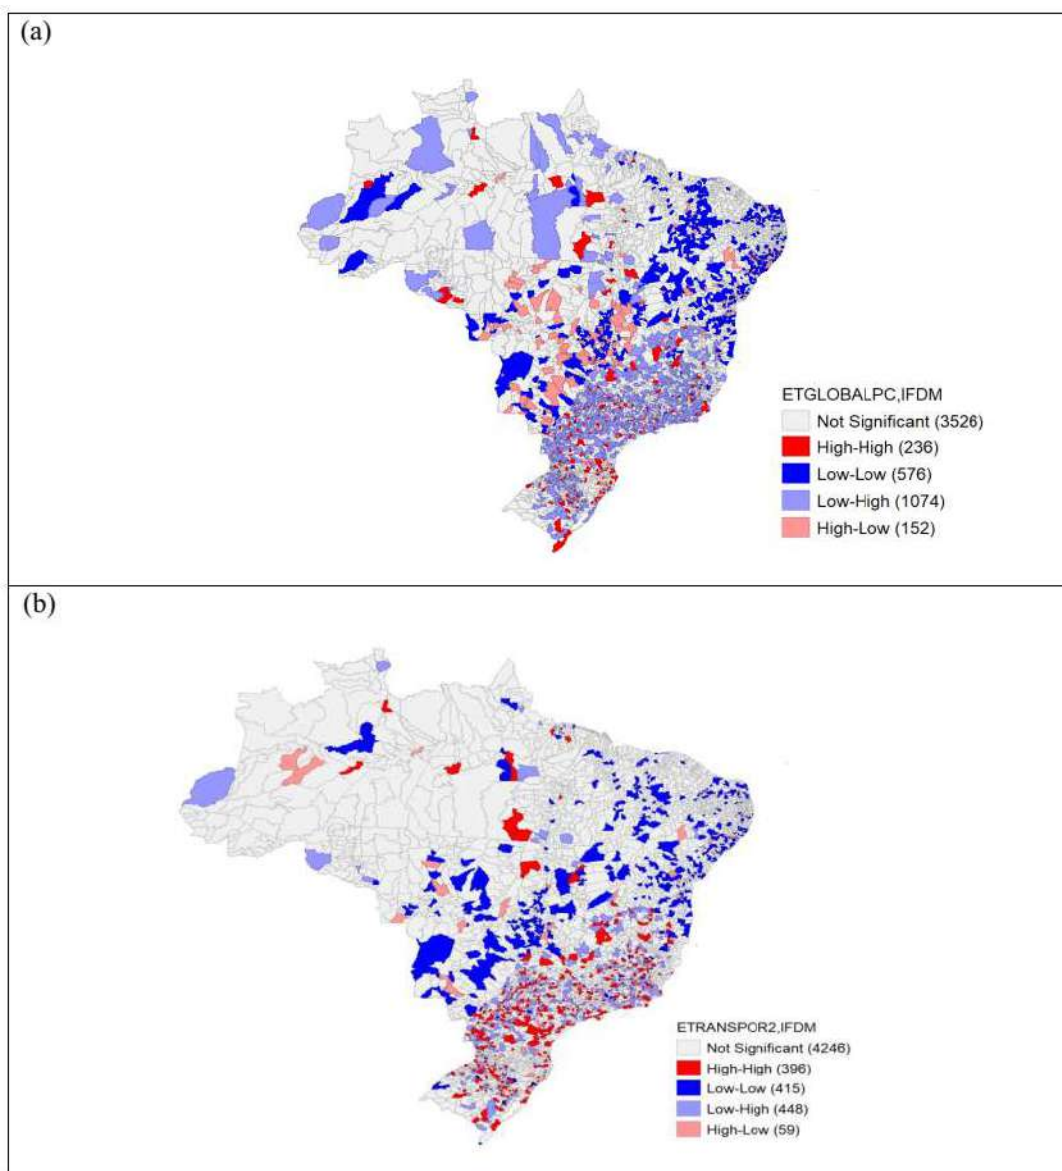 (a)
ETGLOBALPC,IFDM
Not Significant (3526)
High-High (236)
Low-Low (576)
Low-High (1074)
High-Low (152)
(b)
ETRANSPOR2,IFDM
Not Significant (4246)
High-High (396)
Low-Low (415)
Low-High (448)
High-Low (59)